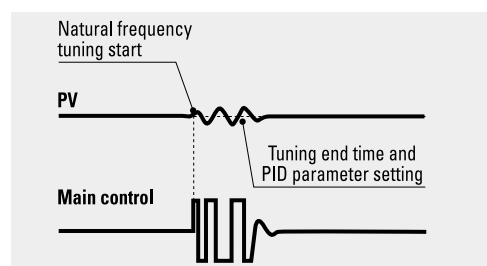 Natural frequency
tuning start
PV
Tuning end time and
PID parameter setting
Main control